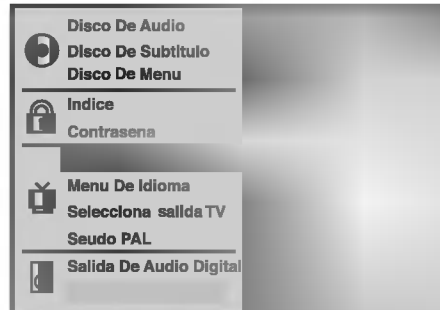 Disco De Audio
Disco De Subtitulo
Disco De Menu
Indice
Contrasena
Menu De Idioma
Selecciona salida TV
Seudo PAL
Salida De Audio Digital